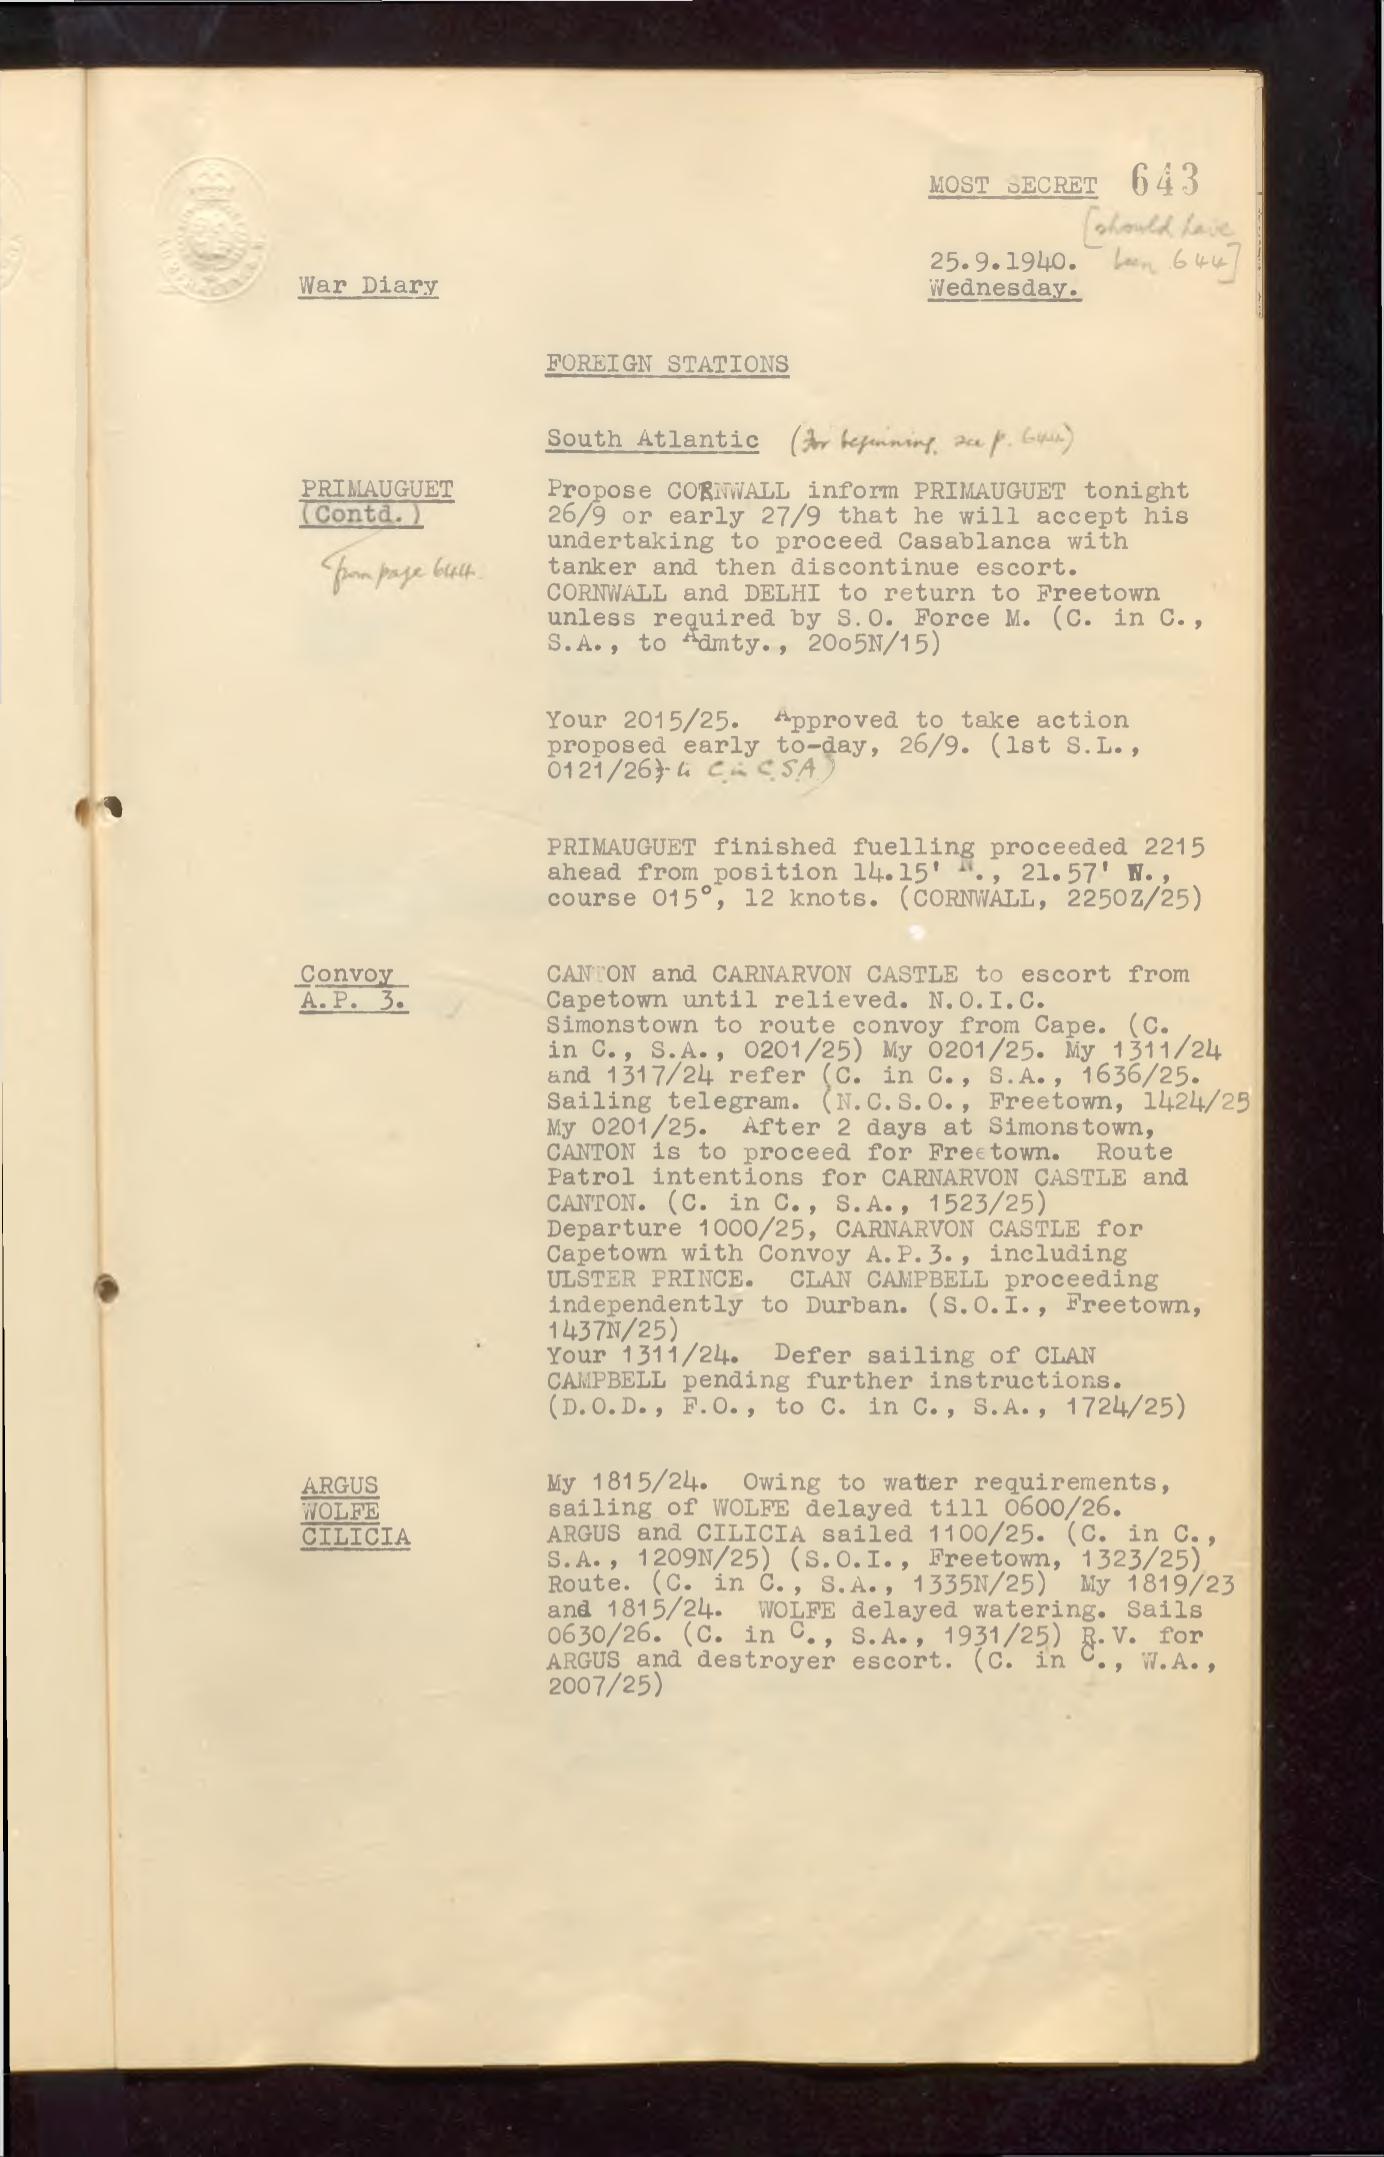 MOST SECRET 643
[should have
been 644]
25.9.1940.
Wednesday.
War Diary
FOREIGN STATIONS
South Atlantic (For beginning, see p. 644)
PRIMAUGUET
(Contd.)
from page 644.
Propose CORNWALL inform PRIMAUGUET tonight
26/9 or early 27/9 that he will accept his
undertaking to proceed Casablanca with
tanker and then discontinue escort.
CORNWALL and DELHI to return to Freetown
unless required by S.O. Force M. (C. in C.,
S.A., to Admty., 2005N/15)
Your 2015/25. Approved to take action
proposed early to-day, 26/9. (1st S.L.,
0121/26) to C in C.S.A)
PRIMAUGUET finished fuelling proceeded 2215
ahead from position 14.15' N., 21.57' W.,
course 015°, 12 knots. (CORNWALL, 2250Z/25)
Convoy
A.P. 3.
CANTON and CARNARVON CASTLE to escort from
Capetown until relieved. N.O.I.C.
Simonstown to route convoy from Cape. (C.
in C., S.A., 0201/25) My 0201/25. My 1311/24
and 1317/24 refer (C. in C., S.A., 1636/25.
Sailing telegram. (N.C.S.O., Freetown, 1424/25
My 0201/25. After 2 days at Simonstown,
CANTON is to proceed for Freetown. Route
Patrol intentions for CARNARVON CASTLE and
CANTON. (C. in C., S.A., 1523/25)
Departure 1000/25, CARNARVON CASTLE for
Capetown with Convoy A.P.3., including
ULSTER PRINCE. CLAN CAMPBELL proceeding
independently to Durban. (S.O.I., Freetown,
1437N/25)
Your 1311/24. Defer sailing of CLAN
CAMPBELL pending further instructions.
(D.O.D., F.O., to C. in C., S.A., 1724/25)
ARGUS
WOLFE
CILICIA
My 1815/24. Owing to water requirements,
sailing of WOLFE delayed till 0600/26.
ARGUS and CILICIA sailed 1100/25. (C. in C.,
S.A., 1209N/25) (S.O.I., Freetown, 1323/25)
Route. (C. in C., S.A., 1335N/25) My 1819/23
and 1815/24. WOLFE delayed watering. Sails
0630/26. (C. in C., S.A., 1931/25) R.V. for
ARGUS and destroyer escort. (C. in C., W.A.,
2007/25)